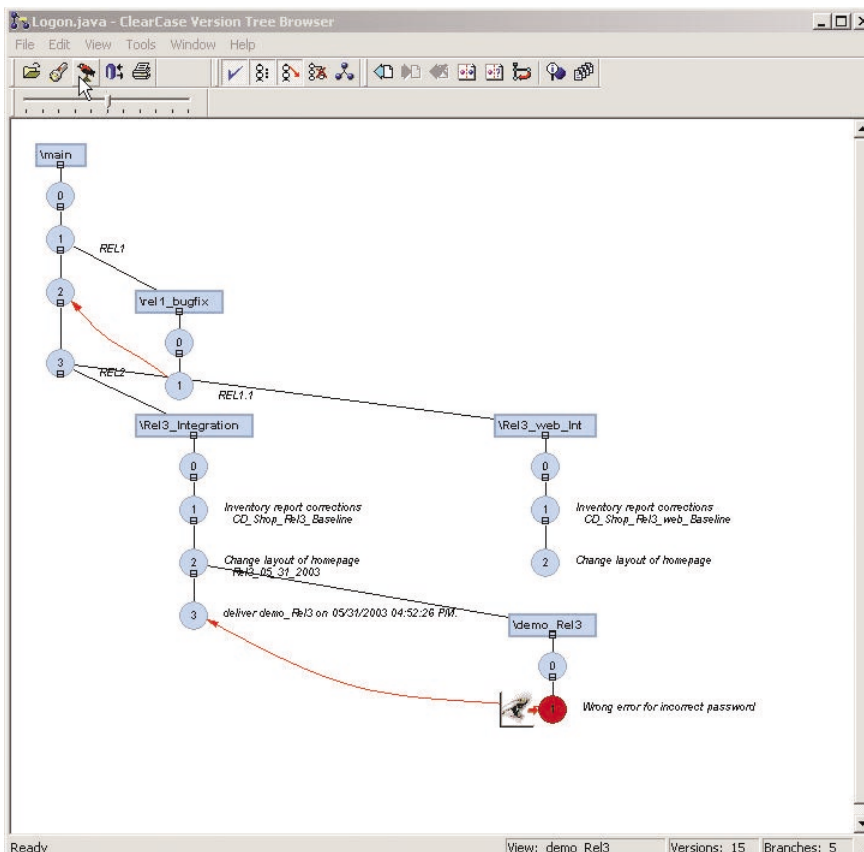 Logon.java - ClearCase Version Tree Browser
File Edit View Tools Window Help
\main
0
1
REL1
2
\rel1_bugfix
0
3
REL2
1
REL1.1
\Rel3_Integration
\Rel3_web_Int
0
0
1
Inventory report corrections
CD_Shop_Rel3_Baseline
1
Inventory report corrections
CD_Shop_Rel3_web_Baseline
2
Change layout of homepage
Rel3_05_31_2003
2
Change layout of homepage
3
deliver demo_Rel3 on 05/31/2003 04:52:26 PM.
\demo_Rel3
0
1
Wrong error for incorrect password
Ready
View: demo_Rel3
Versions: 15
Branches: 5